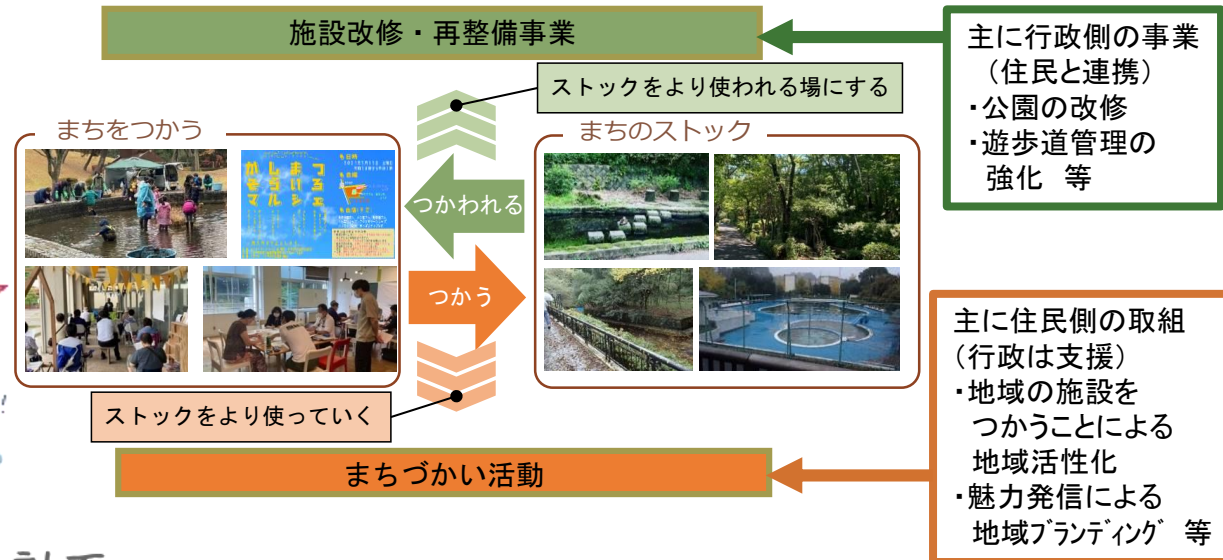 施設改修・再整備事業
主に行政側の事業
（住民と連携）
・公園の改修
・遊歩道管理の
強化 等
ストックをより使われる場にする
まちをつかう
まちのストック
つかわれる
つかう
ストックをより使っていく
まちづかい活動
主に住民側の取組
（行政は支援）
・地域の施設を
つかうことによる
地域活性化
・魅力発信による
地域ブランディング 等